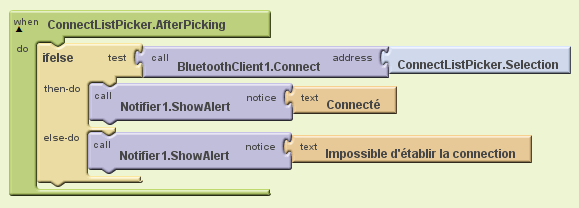 when ConnectListPicker.AfterPicking
do ifelse test call BluetoothClient1.Connect address ConnectListPicker.Selection
then-do call Notifier1.ShowAlert notice text Connecté
else-do call Notifier1.ShowAlert notice text Impossible d'établir la connection